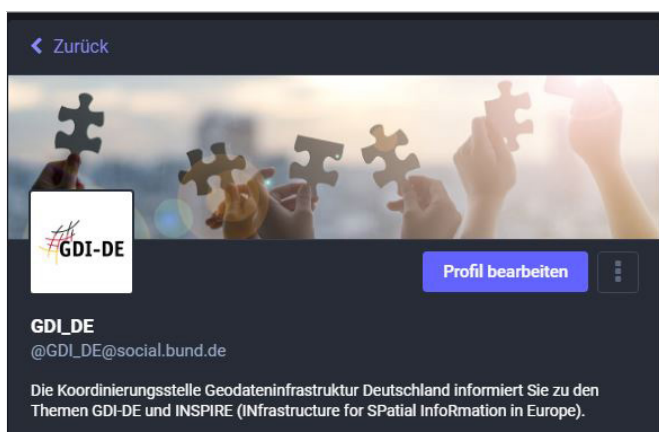 Zurück
GDI-DE
Profil bearbeiten
GDI_DE
@GDI_DE@social.bund.de
Die Koordinierungsstelle Geodateninfrastruktur Deutschland informiert Sie zu den
Themen GDI-DE und INSPIRE (INfrastructure for SPatial InfoRmation in Europe).